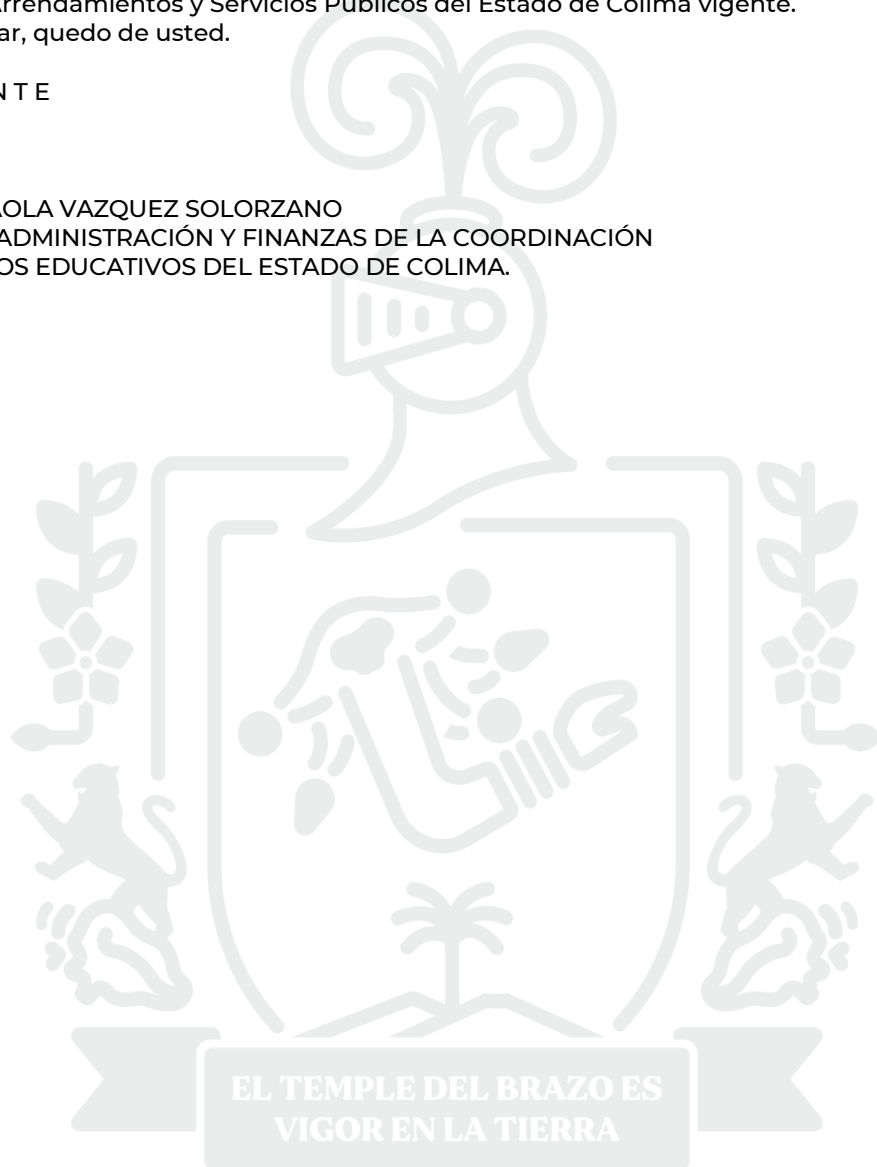 Arrendamientos y Servicios Públicos del Estado de Colima vigente.
ar, quedo de usted.
N T E
AOLA VAZQUEZ SOLORZANO
ADMINISTRACIÓN Y FINANZAS DE LA COORDINACIÓN
OS EDUCATIVOS DEL ESTADO DE COLIMA.
EL TEMPLE DEL BRAZO ES
VIGOR EN LA TIERRA